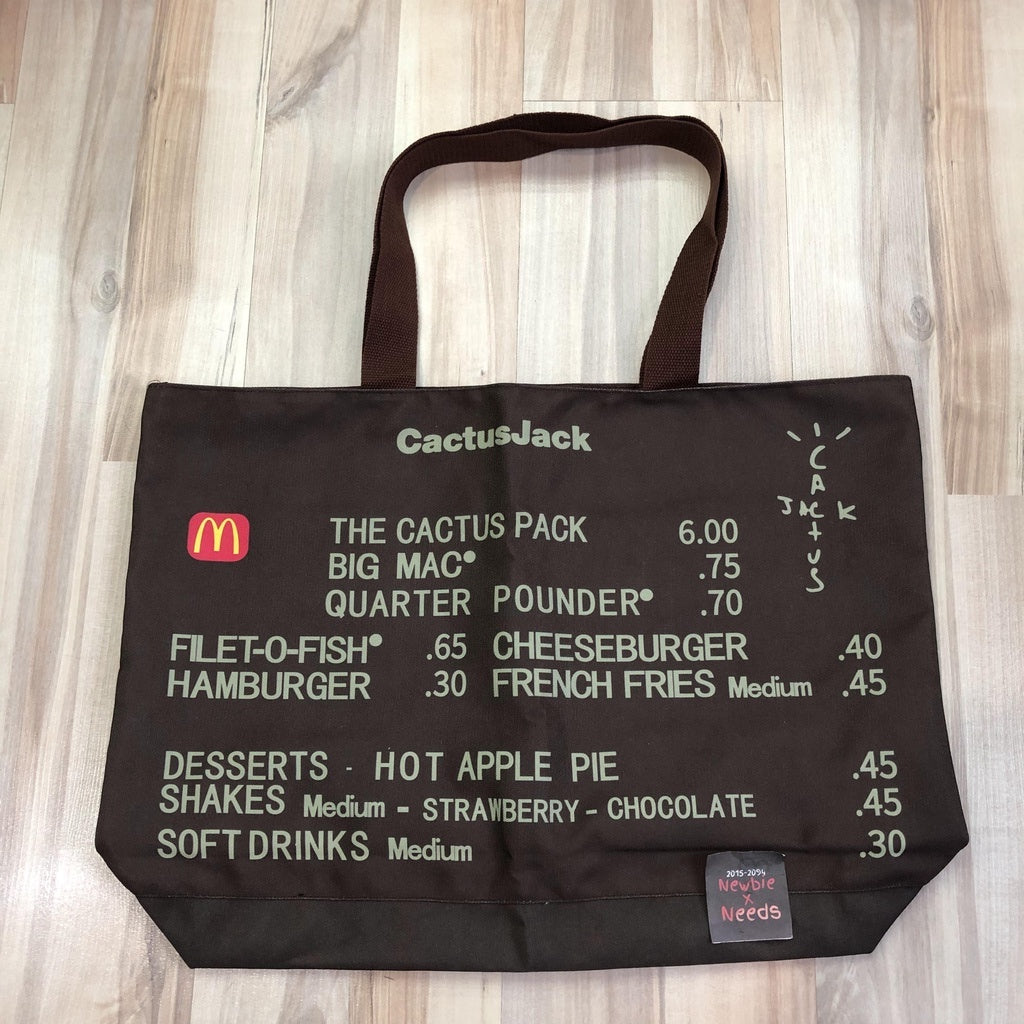 CactusJack
CACTUS
JACK
M
THE CACTUS PACK 6.00
BIG MAC® .75
QUARTER POUNDER® .70
FILET-O-FISH® .65 CHEESEBURGER .40
HAMBURGER .30 FRENCH FRIES Medium .45
DESSERTS - HOT APPLE PIE .45
SHAKES Medium - STRAWBERRY - CHOCOLATE .45
SOFT DRINKS Medium .30
2015-2094
Newbie
x
Needs